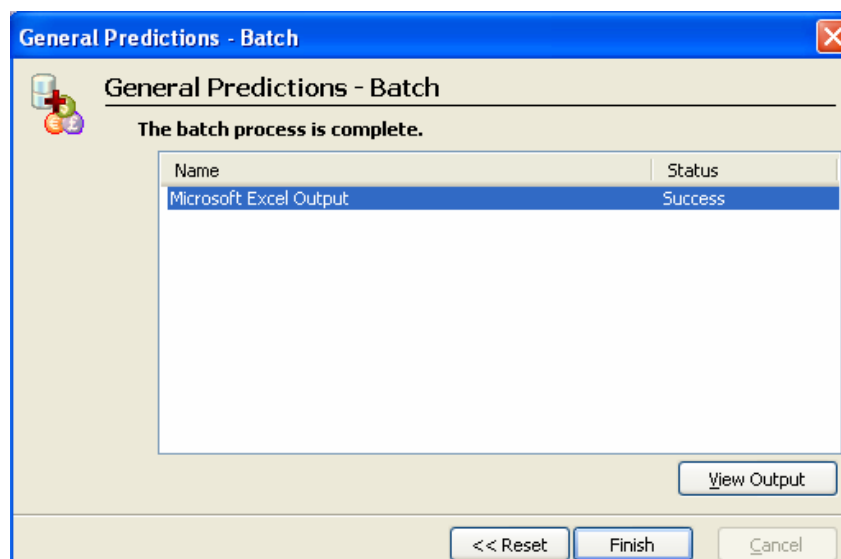 General Predictions - Batch
General Predictions - Batch
The batch process is complete.
Name Status
Microsoft Excel Output Success
View Output
<< Reset Finish Cancel